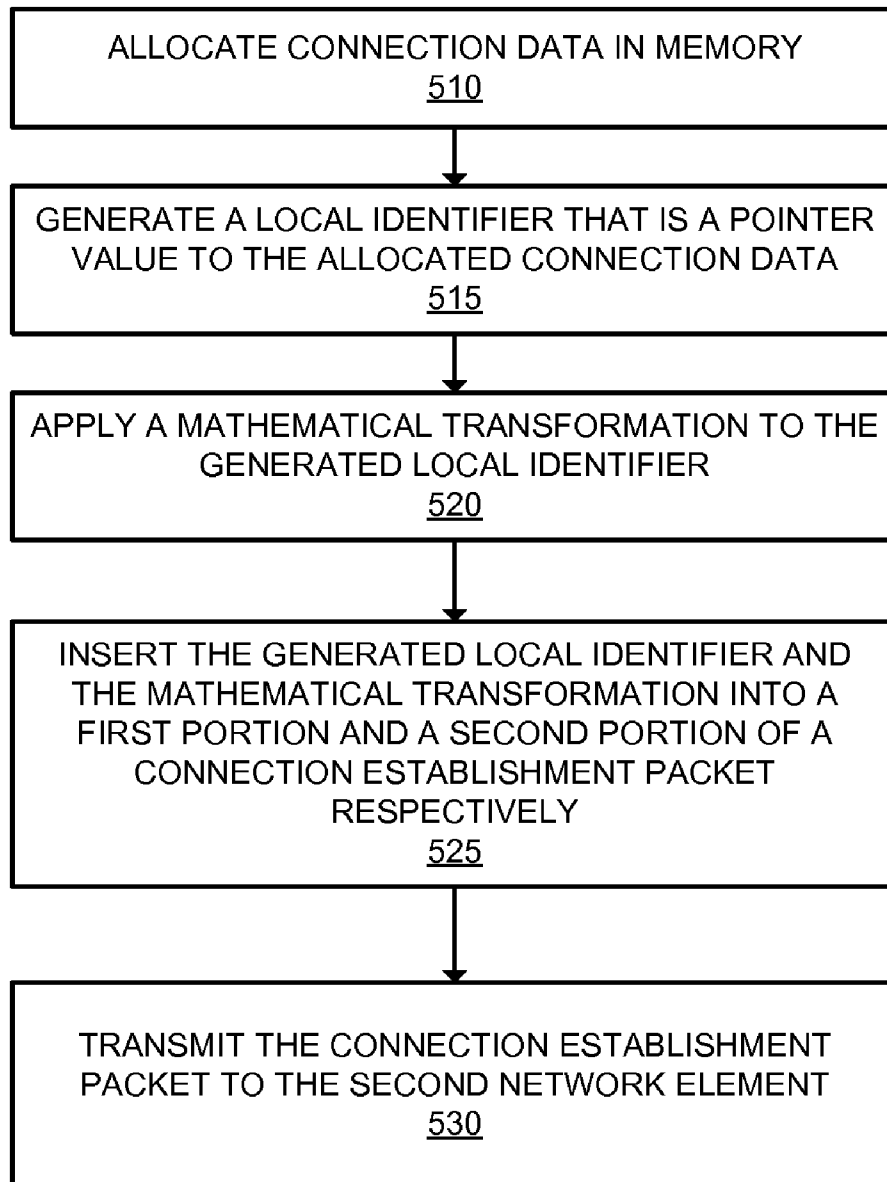 ALLOCATE CONNECTION DATA IN MEMORY
510
GENERATE A LOCAL IDENTIFIER THAT IS A POINTER
VALUE TO THE ALLOCATED CONNECTION DATA
515
APPLY A MATHEMATICAL TRANSFORMATION TO THE
GENERATED LOCAL IDENTIFIER
520
INSERT THE GENERATED LOCAL IDENTIFIER AND
THE MATHEMATICAL TRANSFORMATION INTO A
FIRST PORTION AND A SECOND PORTION OF A
CONNECTION ESTABLISHMENT PACKET
RESPECTIVELY
525
TRANSMIT THE CONNECTION ESTABLISHMENT
PACKET TO THE SECOND NETWORK ELEMENT
530